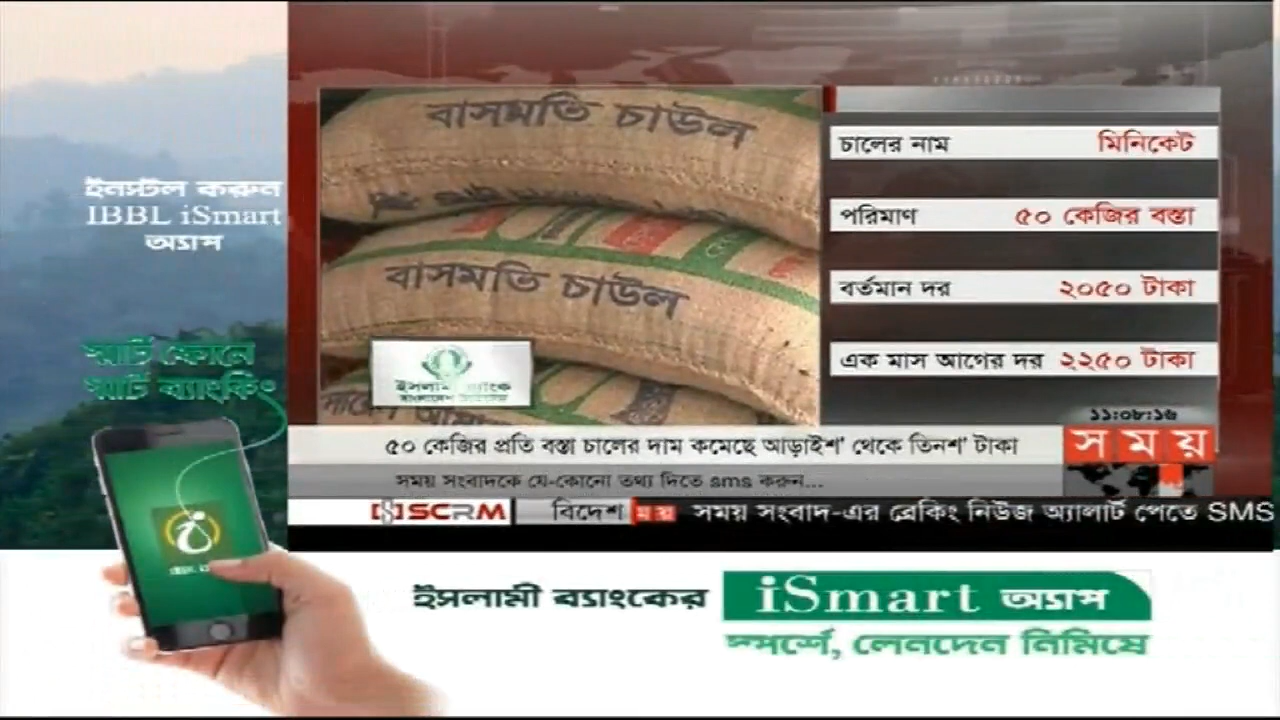 ইনস্টল করুন
IBBL iSmart
অ্যাপ
স্মার্ট ফোনে
স্মার্ট ব্যাংকিং
বাসমতি চাউল
বাসমতি চাউল
চালের নাম মিনিকেট
পরিমাণ ৫০ কেজির বস্তা
বর্তমান দর ২০৫০ টাকা
এক মাস আগের দর ২২৫০ টাকা
ইসলামী ব্যাংক
১১:০৮:১৬
৫০ কেজির প্রতি বস্তা চালের দাম কমেছে আড়াইশ' থেকে তিনশ' টাকা
সময়
সময় সংবাদকে যে-কোনো তথ্য দিতে sms করুন...
SCRM বিদেশ সময় সময় সংবাদ-এর ব্রেকিং নিউজ অ্যালার্ট পেতে SMS
ইসলামী ব্যাংকের iSmart অ্যাপ
স্পর্শে, লেনদেন নিমিষে